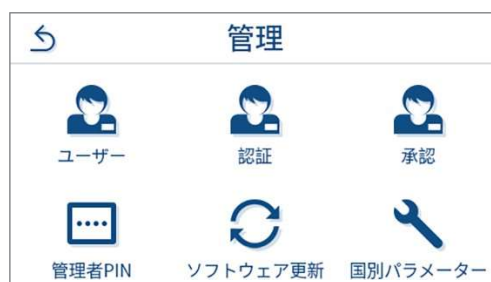 管理
ユーザー
認証
承認
管理者PIN
ソフトウェア更新
国別パラメーター